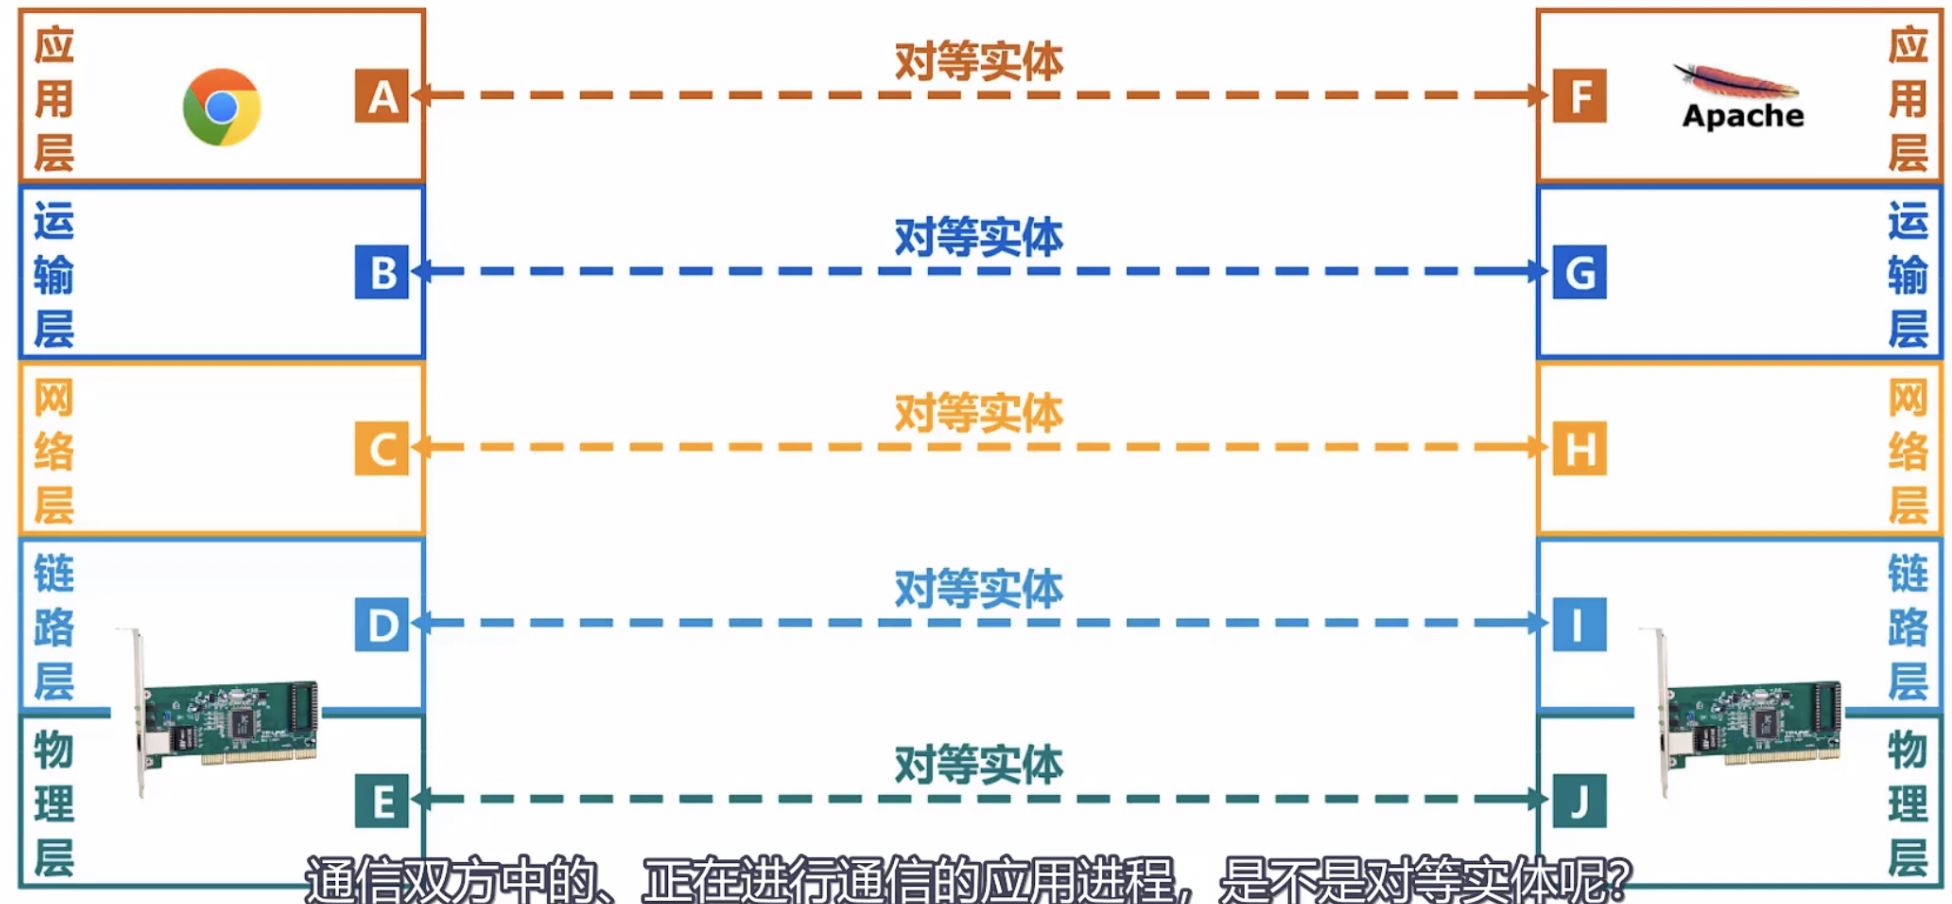 应用层
A
对等实体
F
Apache
应用层
运输层
B
对等实体
G
运输层
网络层
C
对等实体
H
网络层
链路层
D
对等实体
I
链路层
物理层
E
对等实体
J
物理层
通信双方中的、正在进行通信的应用进程，是不是对等实体呢？